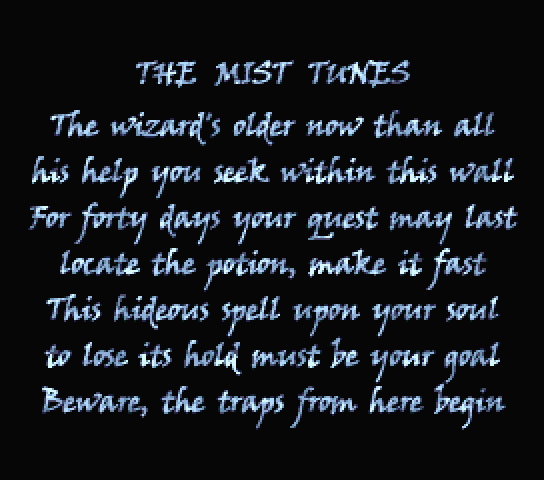 THE MIST TUNES
The wizard's older now than all
his help you seek within this wall
For forty days your quest may last
locate the potion, make it fast
This hideous spell upon your soul
to lose its hold must be your goal
Beware, the traps from here begin